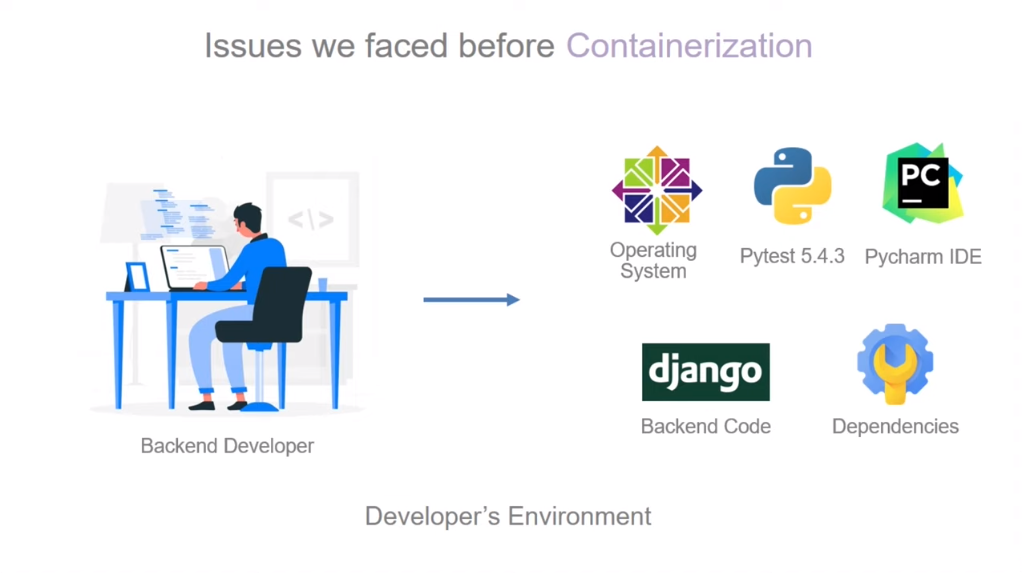 Issues we faced before Containerization
</>
PC
Operating
System
Pytest 5.4.3
Pycharm IDE
django
Backend Code
Dependencies
Backend Developer
Developer's Environment